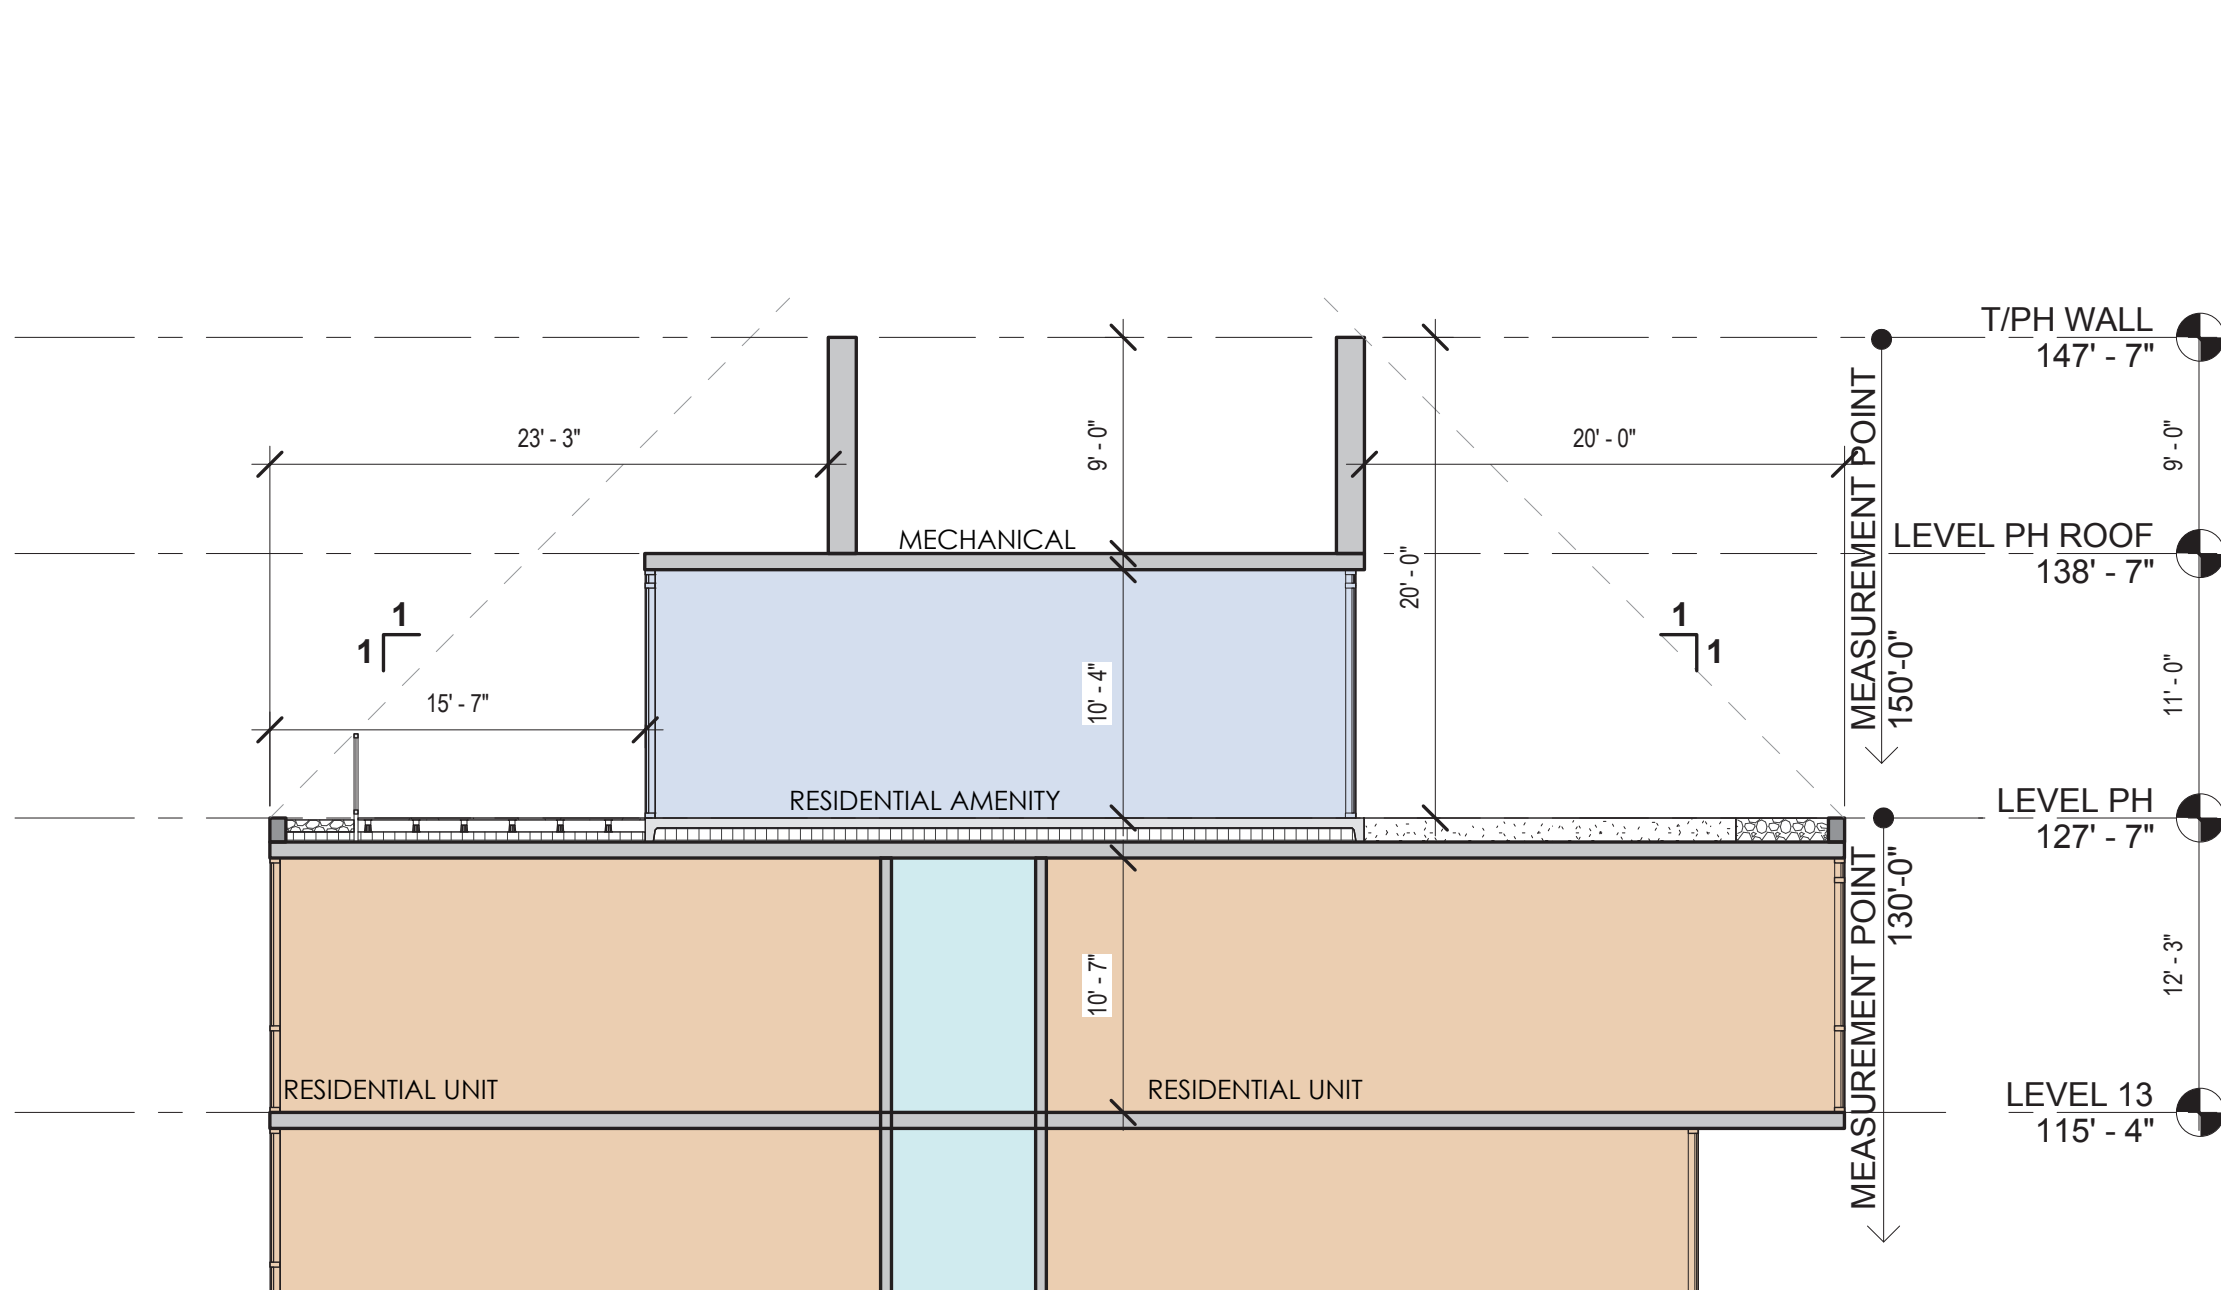 T/PH WALL
147' - 7"
23' - 3"
9' - 0"
20' - 0"
MEASUREMENT POINT
150'-0"
9' - 0"
MECHANICAL
LEVEL PH ROOF
138' - 7"
20' - 0"
1
1
1
1
15' - 7"
10' - 4"
11' - 0"
RESIDENTIAL AMENITY
LEVEL PH
127' - 7"
MEASUREMENT POINT
130'-0"
10' - 7"
12' - 3"
RESIDENTIAL UNIT
RESIDENTIAL UNIT
LEVEL 13
115' - 4"